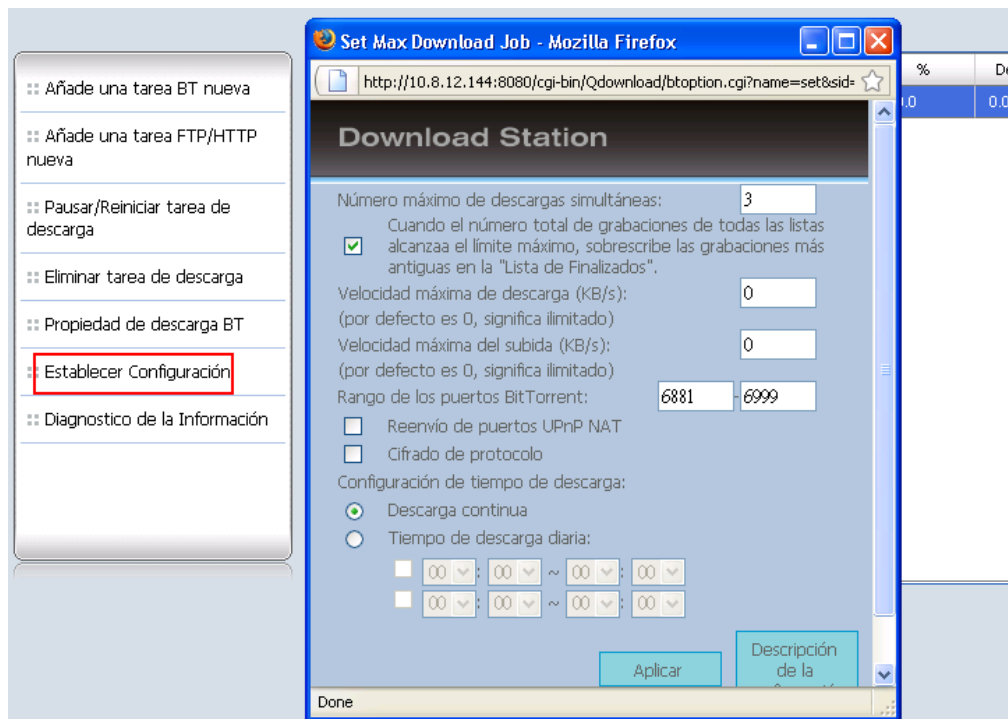 Set Max Download Job - Mozilla Firefox
http://10.8.12.144:8080/cgi-bin/Qdownload/btoption.cgi?name=set&sid=
Añade una tarea BT nueva
Añade una tarea FTP/HTTP
nueva
Pausar/Reiniciar tarea de
descarga
Eliminar tarea de descarga
Propiedad de descarga BT
Establecer Configuración
Diagnostico de la Información
Download Station
Número máximo de descargas simultáneas: 3
Cuando el número total de grabaciones de todas las listas
alcanzaa el límite máximo, sobrescribe las grabaciones más
antiguas en la "Lista de Finalizados".
Velocidad máxima de descarga (KB/s): 0
(por defecto es 0, significa ilimitado)
Velocidad máxima del subida (KB/s): 0
(por defecto es 0, significa ilimitado)
Rango de los puertos BitTorrent: 6881 - 6999
Reenvío de puertos UPnP NAT
Cifrado de protocolo
Configuración de tiempo de descarga:
Descarga continua
Tiempo de descarga diaria:
00 : 00 ~ 00 : 00
00 : 00 ~ 00 : 00
Aplicar
Descripción
de la
Done
%
0.0